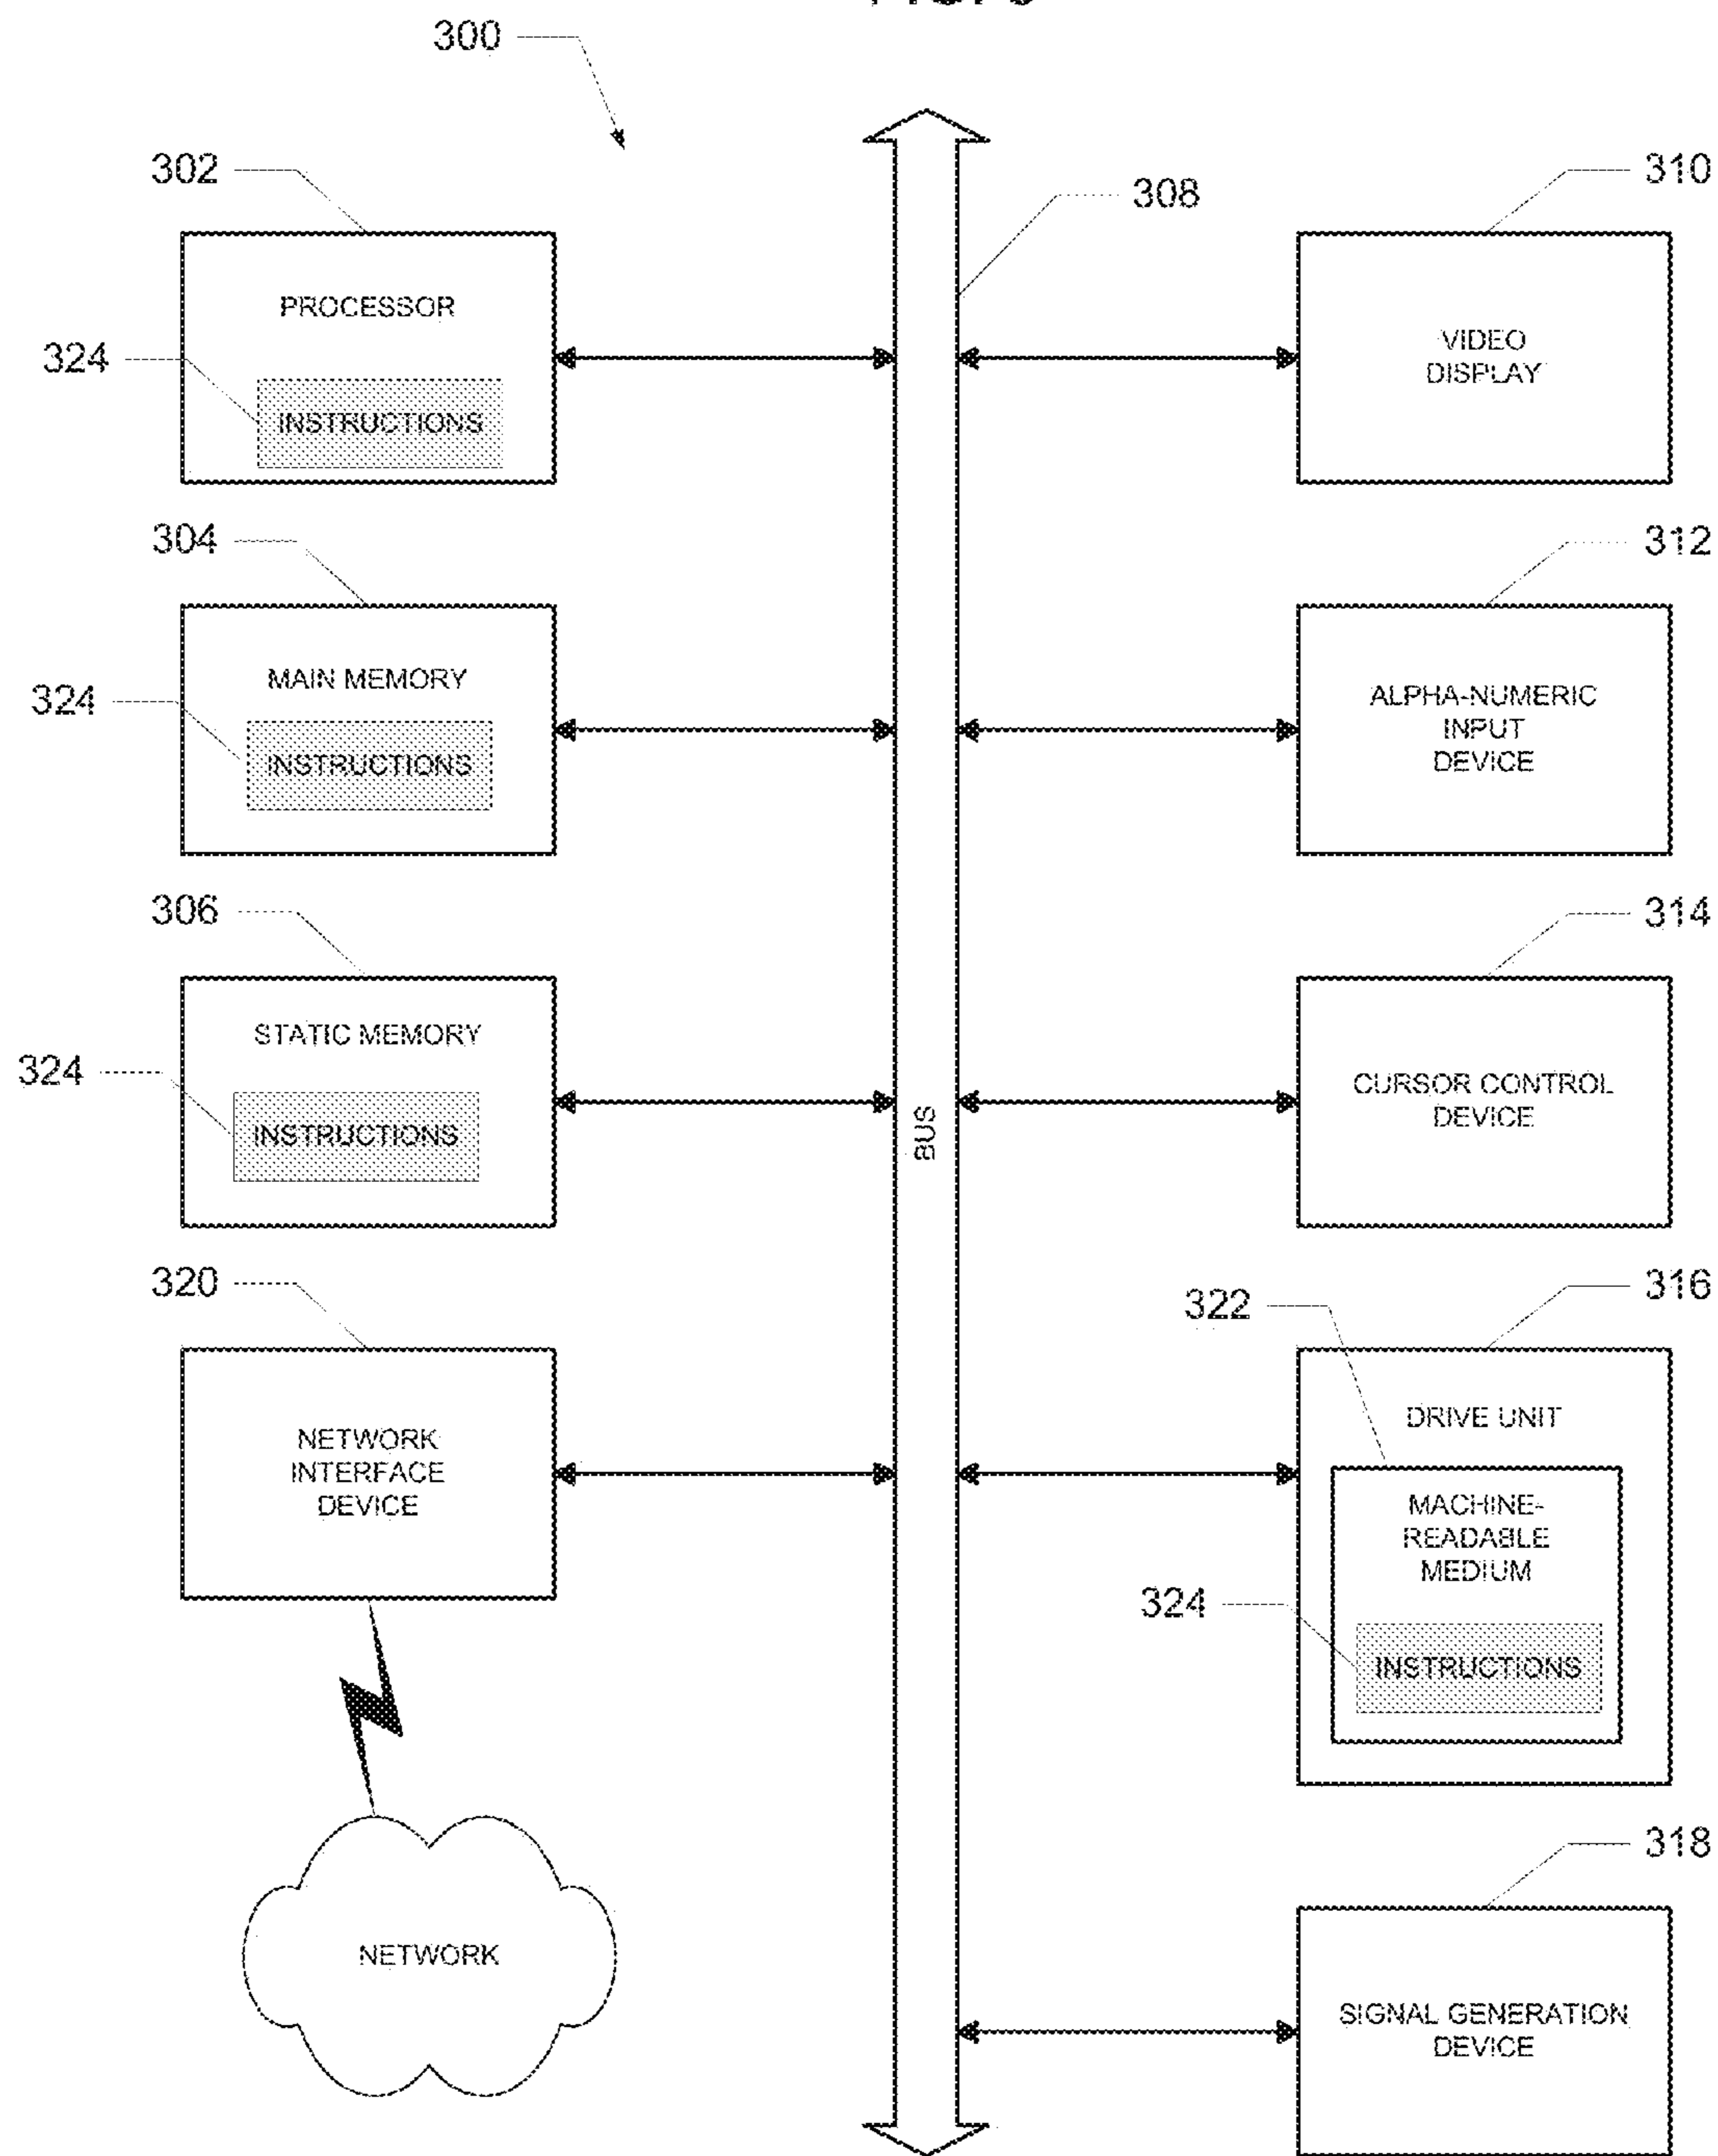 300
302
308
310
PROCESSOR
324
INSTRUCTIONS
VIDEO
DISPLAY
304
312
MAIN MEMORY
324
INSTRUCTIONS
ALPHA-NUMERIC
INPUT
DEVICE
306
314
STATIC MEMORY
324
INSTRUCTIONS
BUS
CURSOR CONTROL
DEVICE
320
322
316
NETWORK
INTERFACE
DEVICE
DRIVE UNIT
MACHINE-
READABLE
MEDIUM
324
INSTRUCTIONS
NETWORK
318
SIGNAL GENERATION
DEVICE